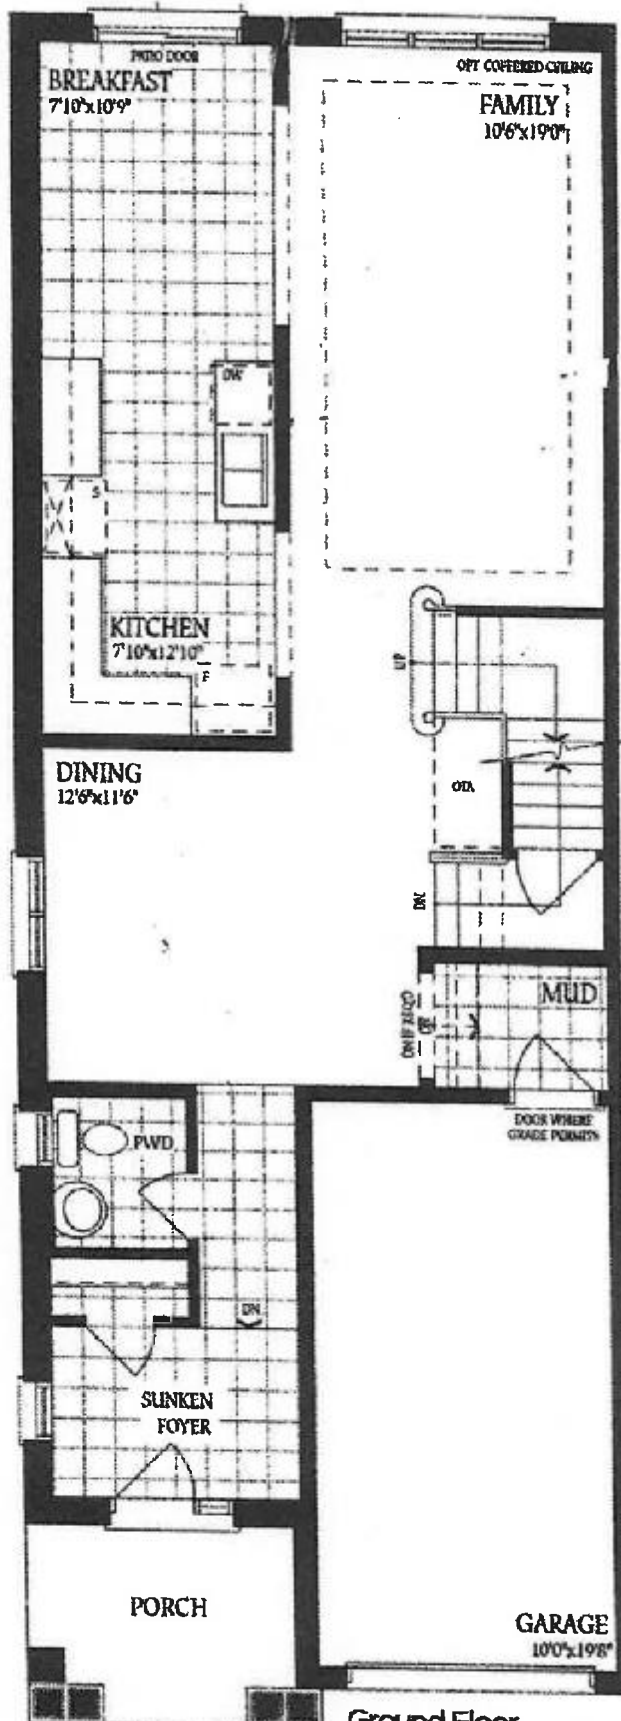 PATIO DOOR
BREAKFAST
7'10"x10'9"
OPT COFFERED CEILING
FAMILY
10'6"x19'0"
DW
S
KITCHEN
7'10"x12'10"
F
UP
DINING
12'6"x11'6"
OTA
DN
MUD
DOOR WHERE
GRADE PERMITS
PWD
DN
SUNKEN
FOYER
PORCH
GARAGE
10'0"x19'8"
Ground Floor